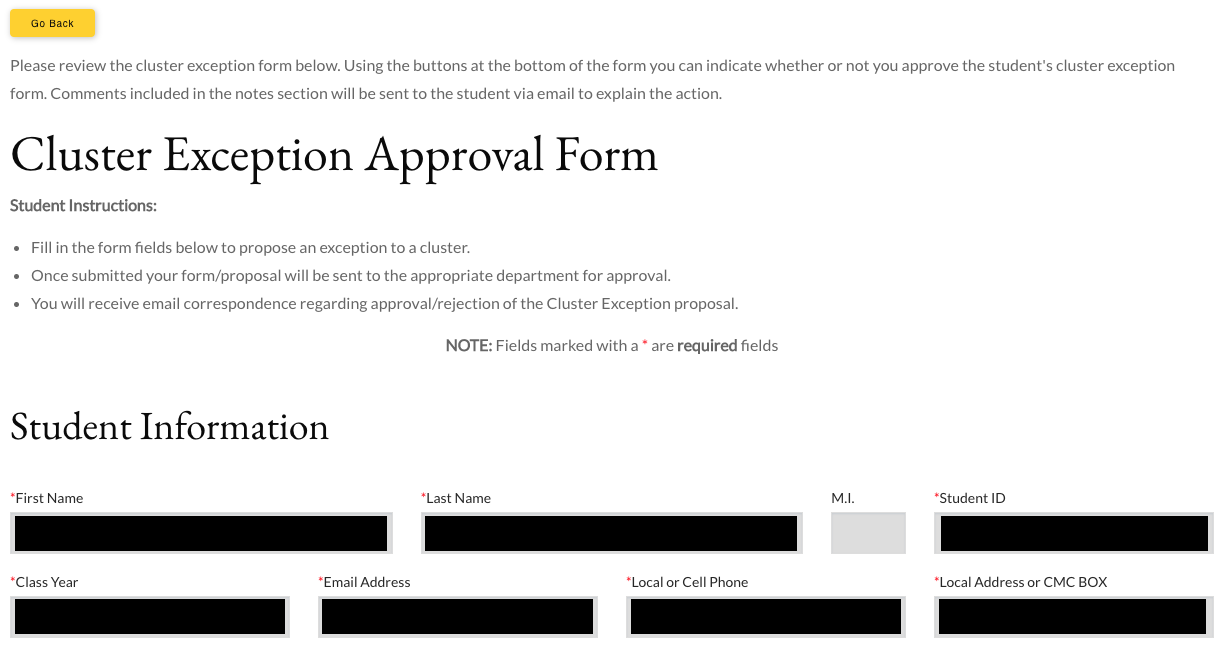 Go Back
Please review the cluster exception form below. Using the buttons at the bottom of the form you can indicate whether or not you approve the student's cluster exception
form. Comments included in the notes section will be sent to the student via email to explain the action.
Cluster Exception Approval Form
Student Instructions:
• Fill in the form fields below to propose an exception to a cluster.
• Once submitted your form/proposal will be sent to the appropriate department for approval.
• You will receive email correspondence regarding approval/rejection of the Cluster Exception proposal.
NOTE: Fields marked with a * are required fields
Student Information
*First Name *Last Name M.I. *Student ID
*Class Year *Email Address *Local or Cell Phone *Local Address or CMC BOX